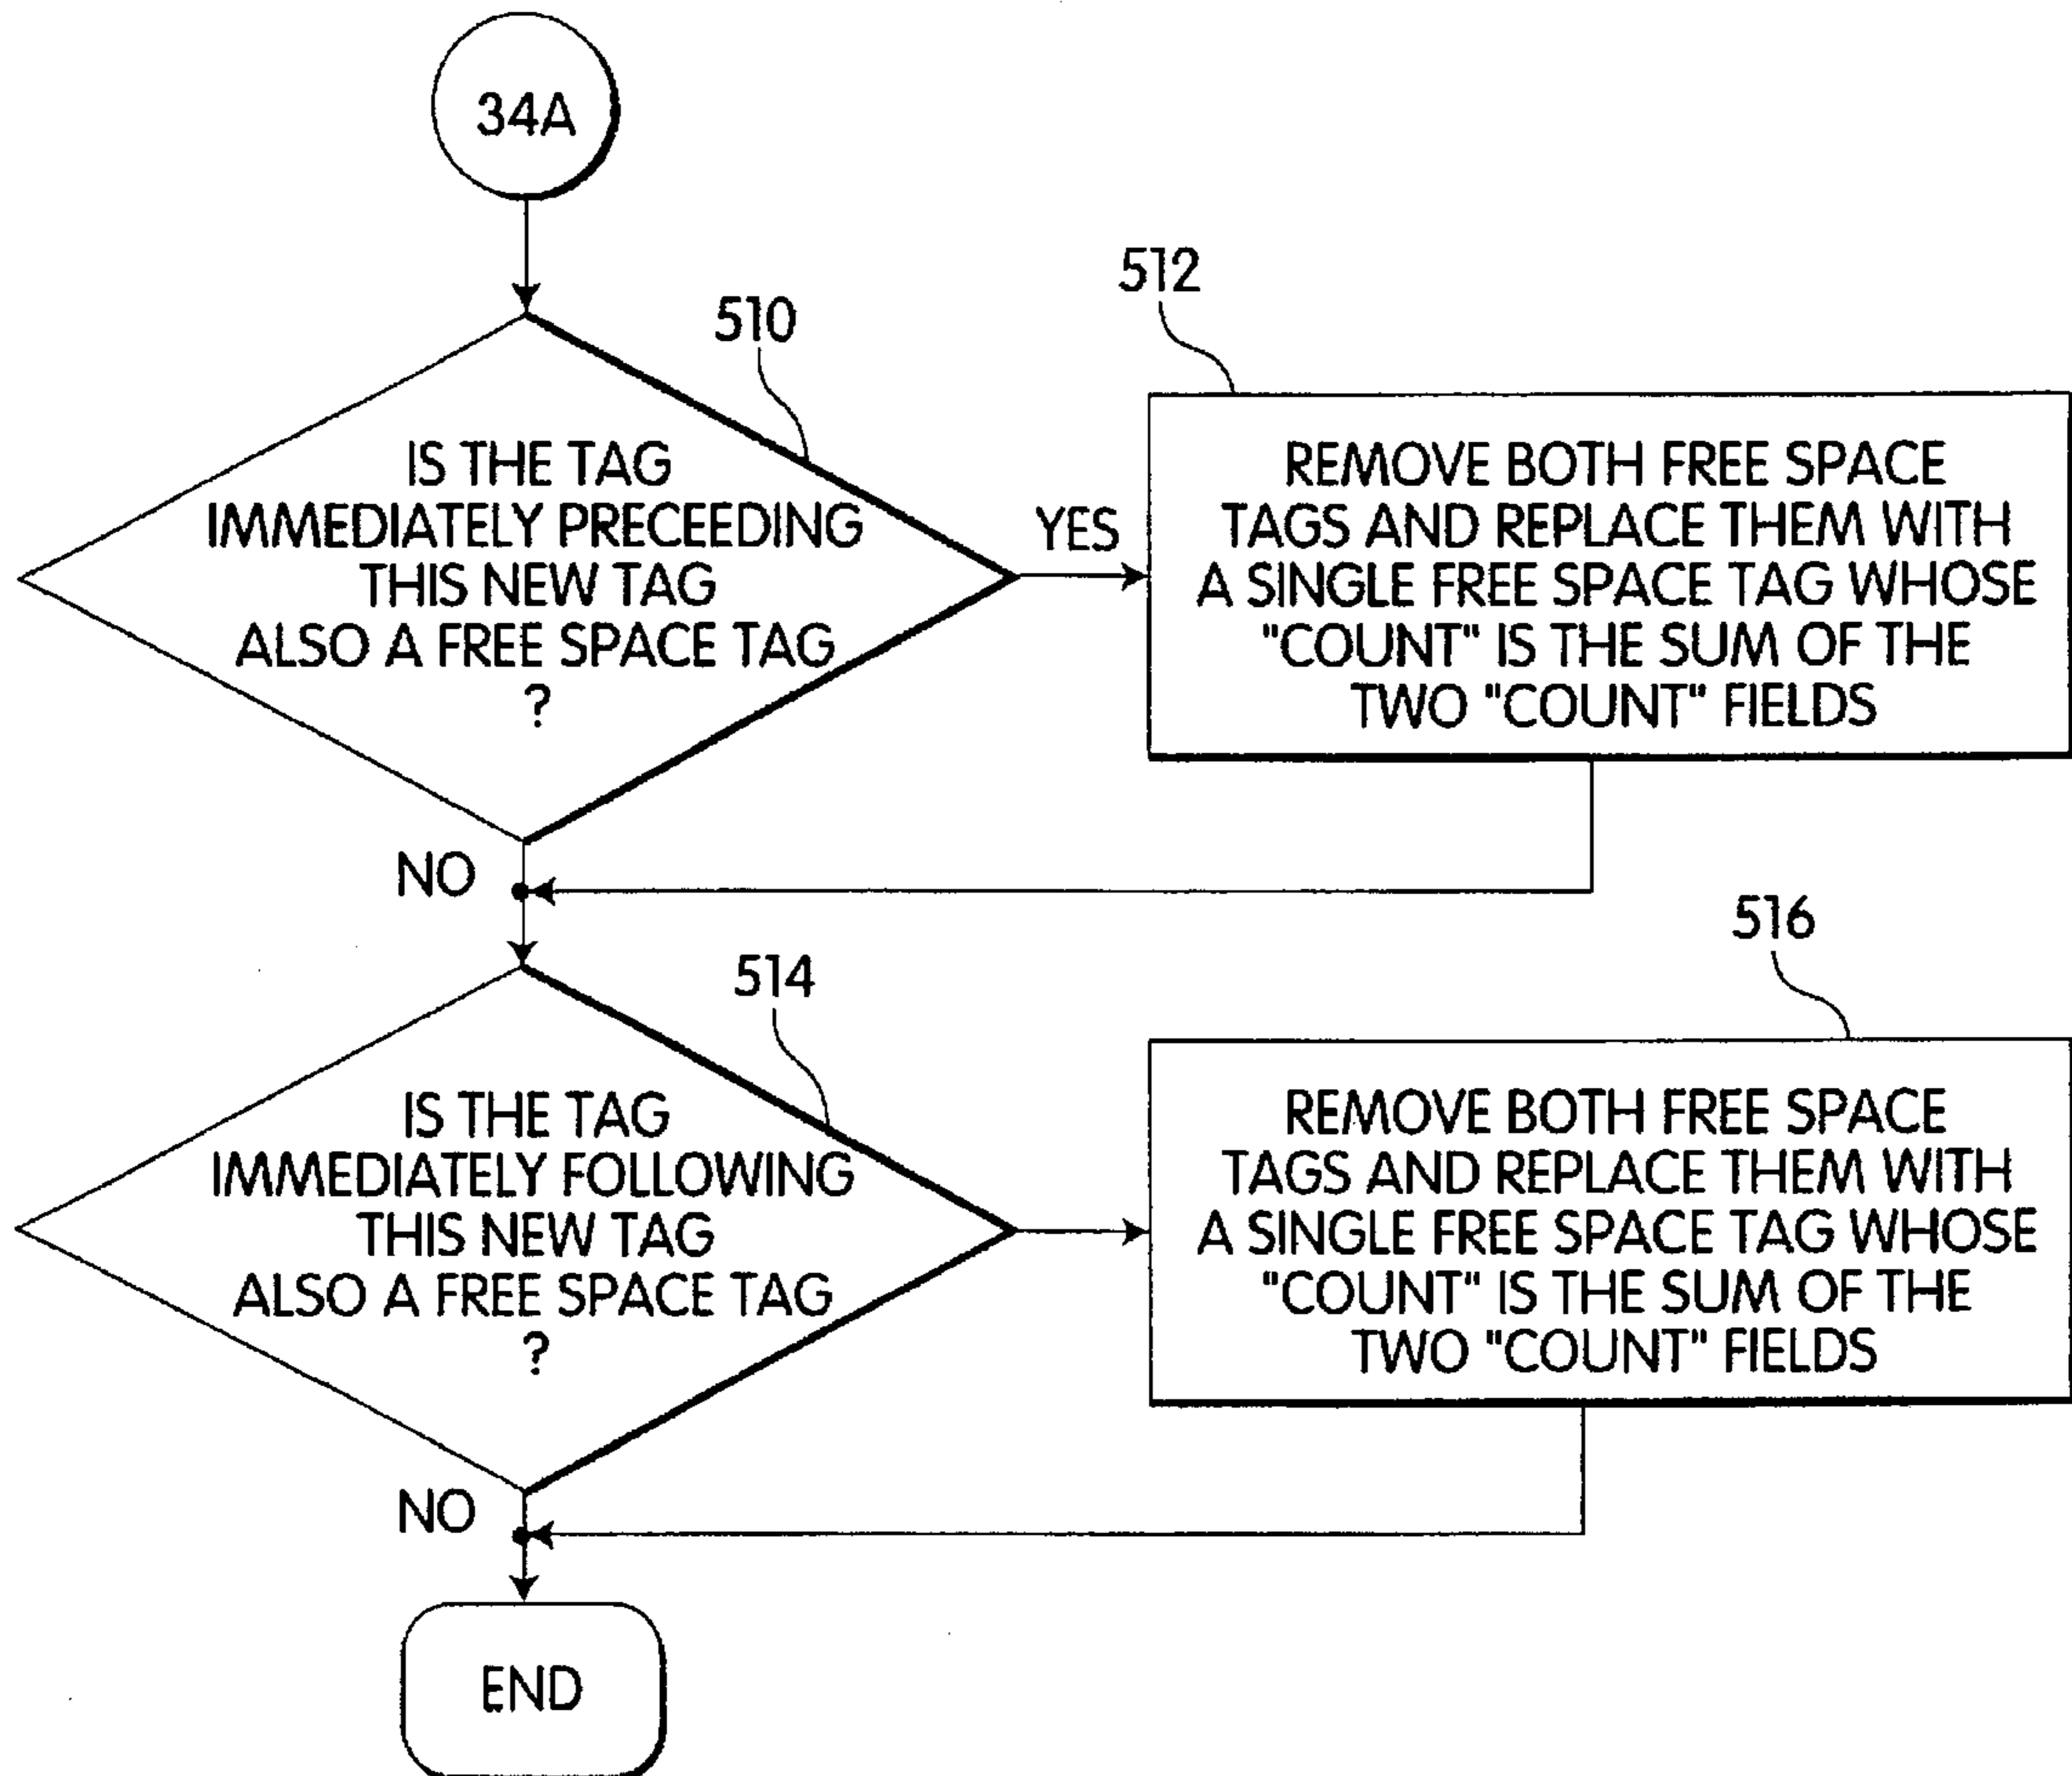 34A
510
IS THE TAG
IMMEDIATELY PRECEEDING
THIS NEW TAG
ALSO A FREE SPACE TAG
?
YES
512
REMOVE BOTH FREE SPACE
TAGS AND REPLACE THEM WITH
A SINGLE FREE SPACE TAG WHOSE
"COUNT" IS THE SUM OF THE
TWO "COUNT" FIELDS
NO
514
IS THE TAG
IMMEDIATELY FOLLOWING
THIS NEW TAG
ALSO A FREE SPACE TAG
?
516
REMOVE BOTH FREE SPACE
TAGS AND REPLACE THEM WITH
A SINGLE FREE SPACE TAG WHOSE
"COUNT" IS THE SUM OF THE
TWO "COUNT" FIELDS
NO
END